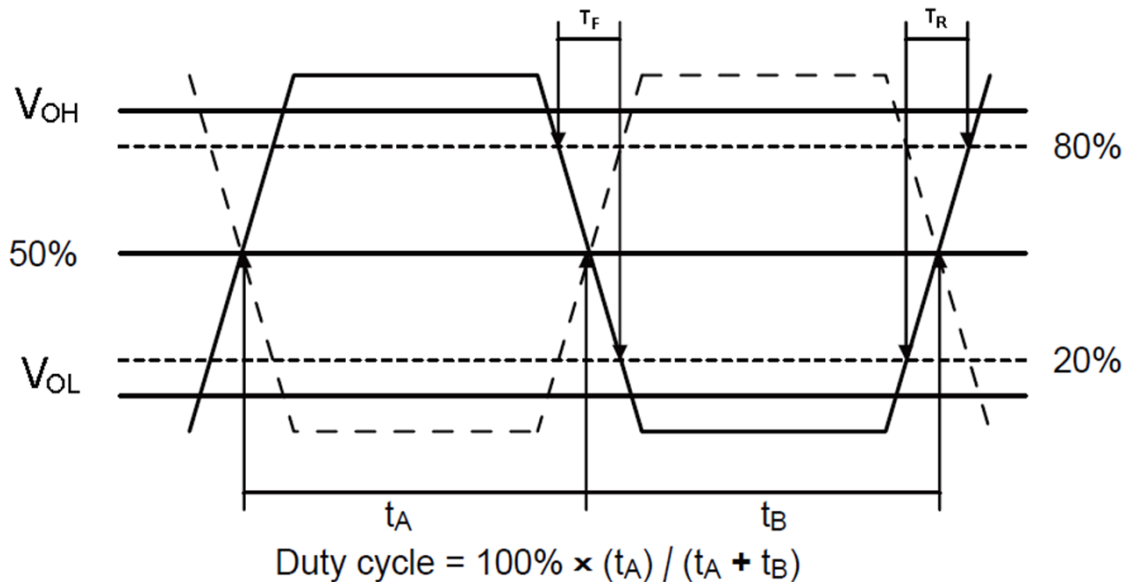 TF
TR
VOH
80%
50%
20%
VOL
tA
tB
Duty cycle = 100% × (tA) / (tA + tB)